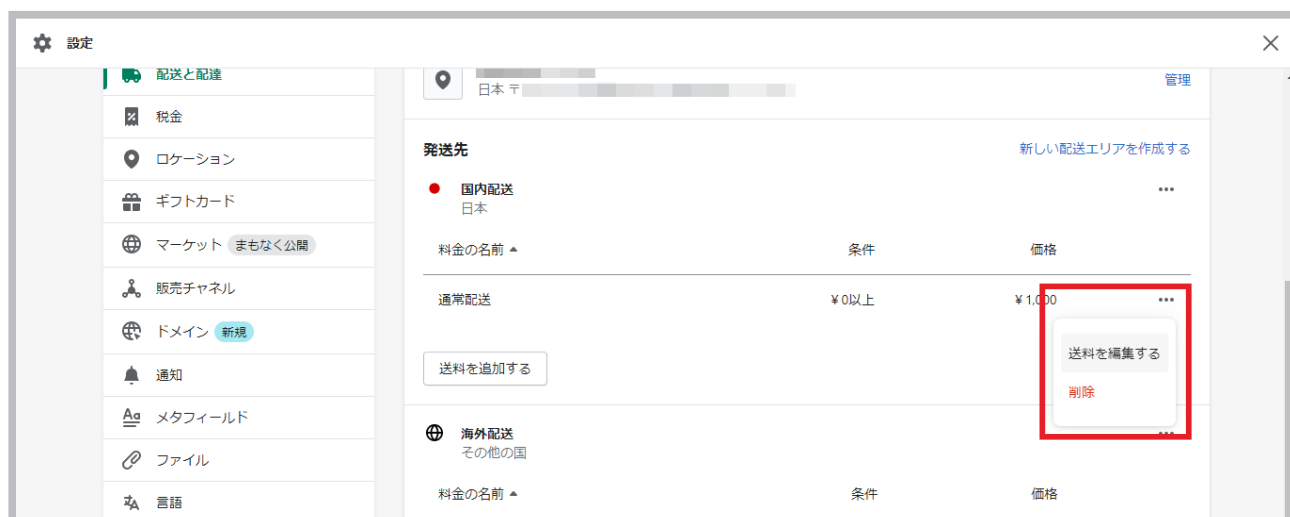 設定
配送と配達
税金
ロケーション
ギフトカード
マーケット まもなく公開
販売チャネル
ドメイン 新規
通知
Aa メタフィールド
ファイル
言語
管理
日本 〒
発送先 新しい配送エリアを作成する
国内配送
日本
料金の名前 条件 価格
通常配送 ¥0以上 ¥1,000
送料を編集する
削除
送料を追加する
海外配送
その他の国
料金の名前 条件 価格